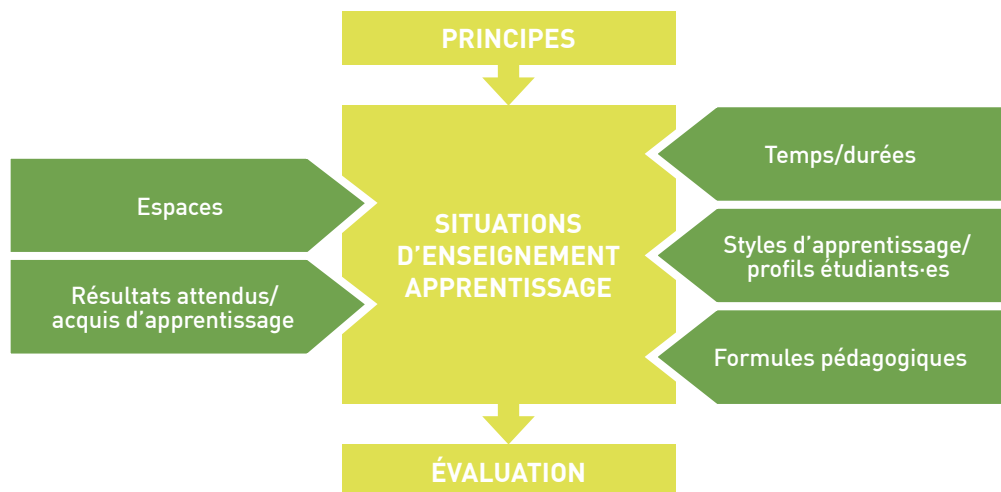 PRINCIPES
Espaces
Résultats attendus/
acquis d'apprentissage
SITUATIONS
D'ENSEIGNEMENT
APPRENTISSAGE
Temps/durées
Styles d'apprentissage/
profils étudiants·es
Formules pédagogiques
ÉVALUATION